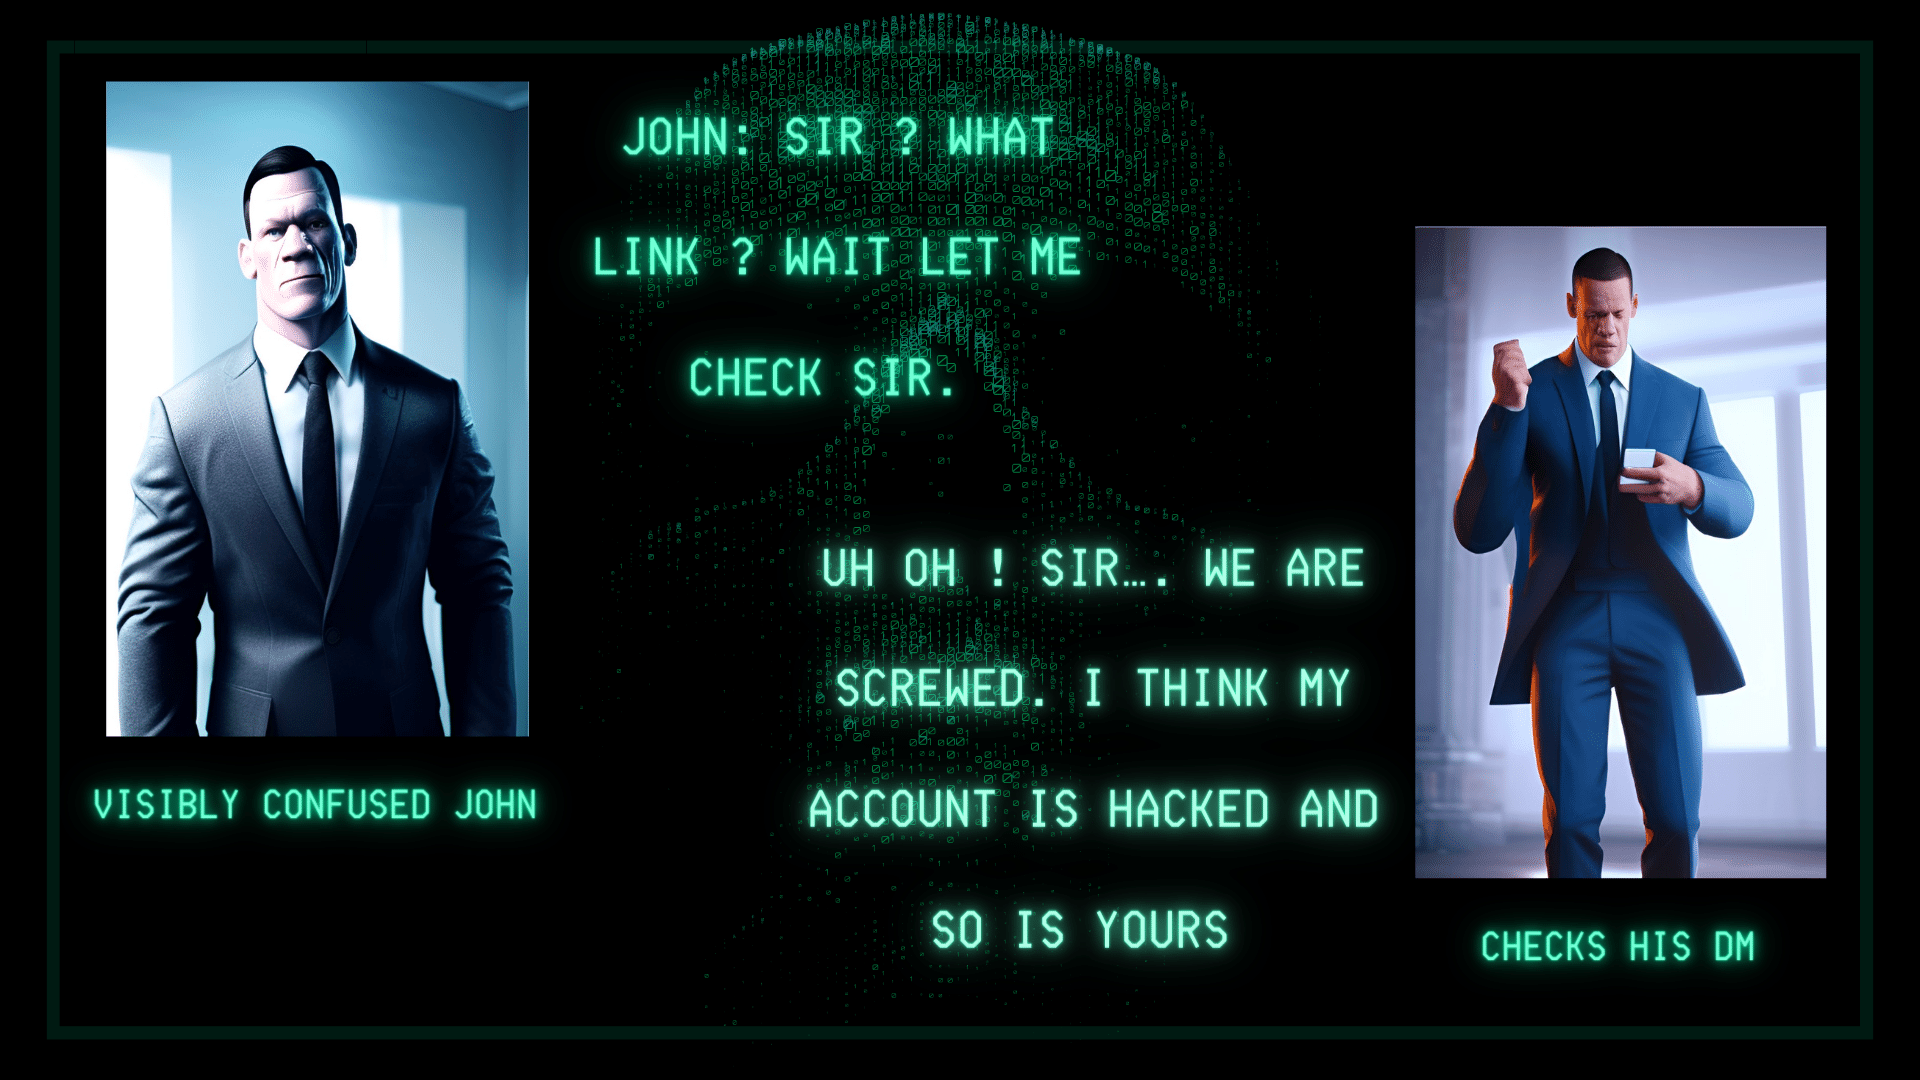 JOHN: SIR ? WHAT
LINK ? WAIT LET ME
CHECK SIR.
VISIBLY CONFUSED JOHN
UH OH ! SIR…. WE ARE
SCREWED. I THINK MY
ACCOUNT IS HACKED AND
SO IS YOURS
CHECKS HIS DM